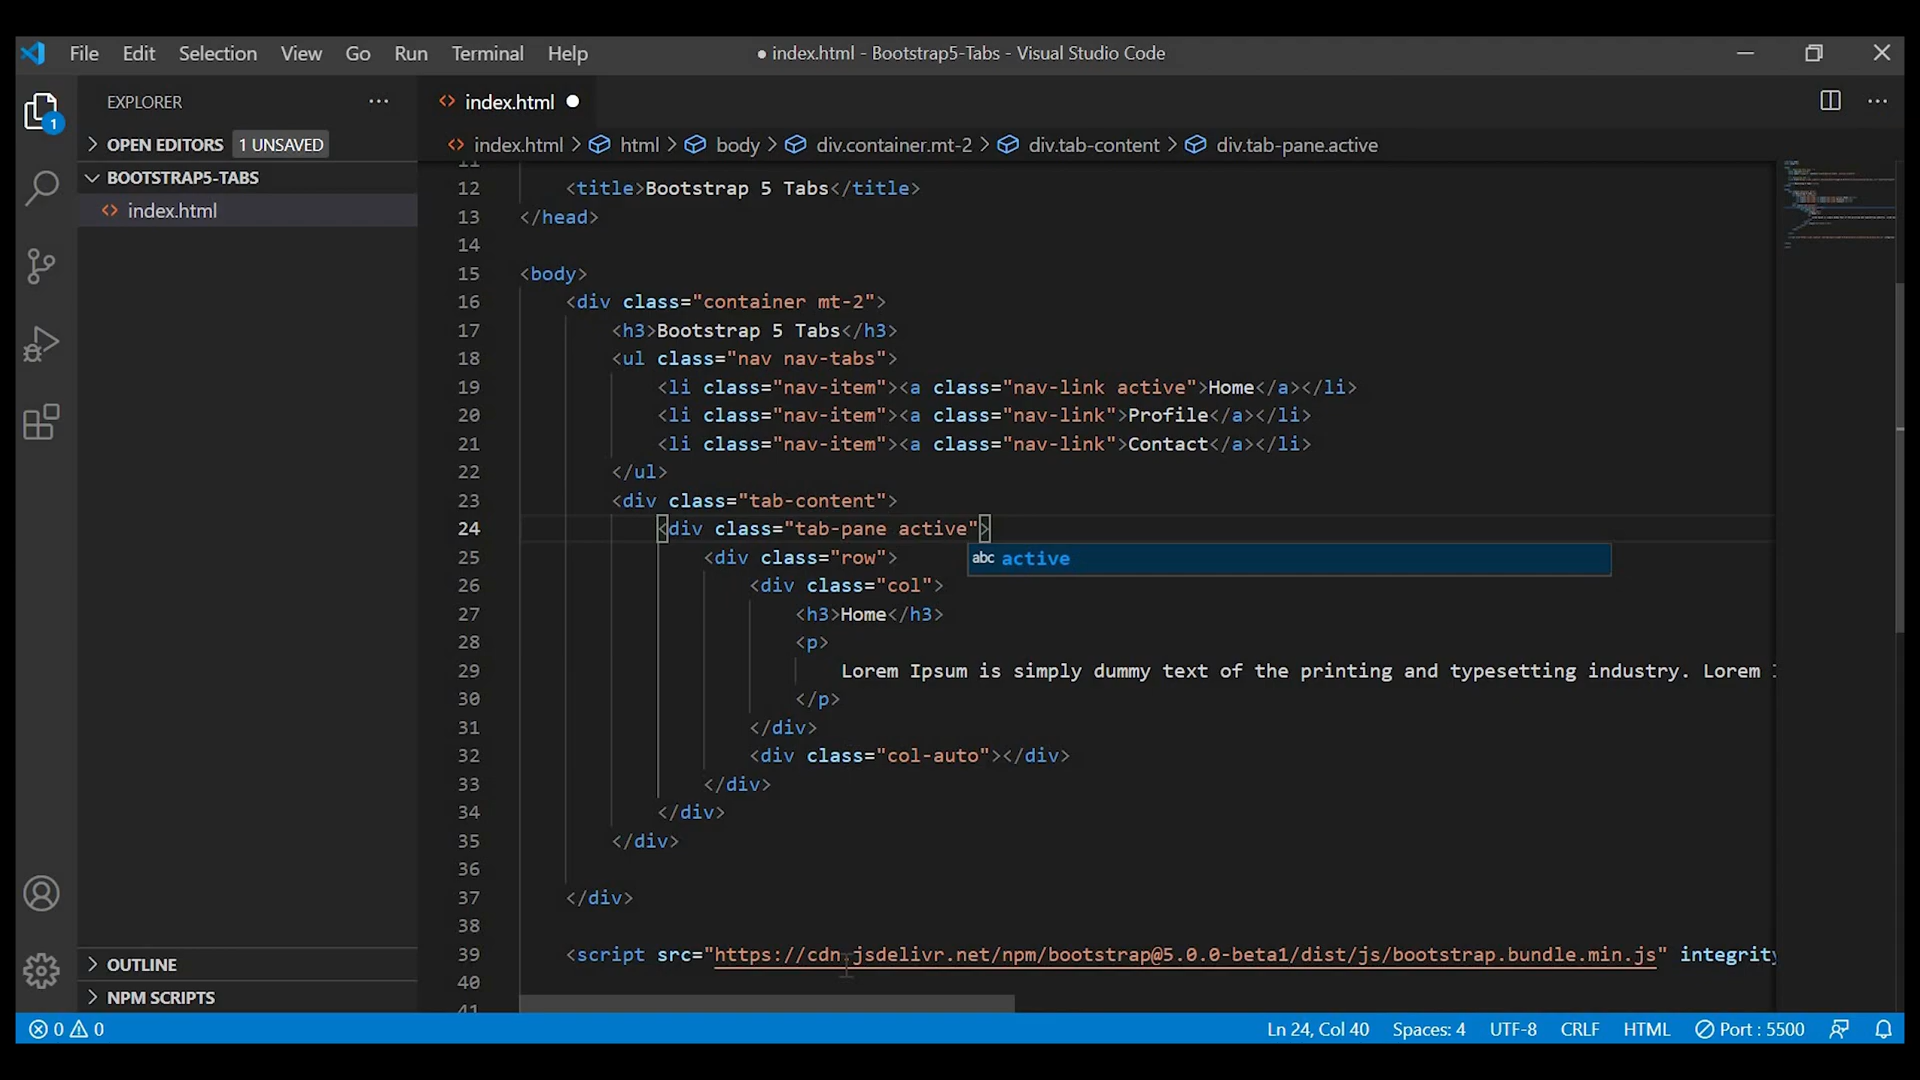 File Edit Selection View Go Run Terminal Help
● index.html - Bootstrap5-Tabs - Visual Studio Code
EXPLORER
index.html
1
OPEN EDITORS 1 UNSAVED
index.html > html > body > div.container.mt-2 > div.tab-content > div.tab-pane.active
BOOTSTRAP5-TABS
index.html
11
12 <title>Bootstrap 5 Tabs</title>
13 </head>
14
15 <body>
16 <div class="container mt-2">
17 <h3>Bootstrap 5 Tabs</h3>
18 <ul class="nav nav-tabs">
19 <li class="nav-item"><a class="nav-link active">Home</a></li>
20 <li class="nav-item"><a class="nav-link">Profile</a></li>
21 <li class="nav-item"><a class="nav-link">Contact</a></li>
22 </ul>
23 <div class="tab-content">
24 <div class="tab-pane active">
25 <div class="row">
abc active
26 <div class="col">
27 <h3>Home</h3>
28 <p>
29 Lorem Ipsum is simply dummy text of the printing and typesetting industry. Lorem
30 </p>
31 </div>
32 <div class="col-auto"></div>
33 </div>
34 </div>
35 </div>
36
37 </div>
38
39 <script src="https://cdn.jsdelivr.net/npm/bootstrap@5.0.0-beta1/dist/js/bootstrap.bundle.min.js" integrity
40
41
OUTLINE
NPM SCRIPTS
0 0
Ln 24, Col 40 Spaces: 4 UTF-8 CRLF HTML Port : 5500